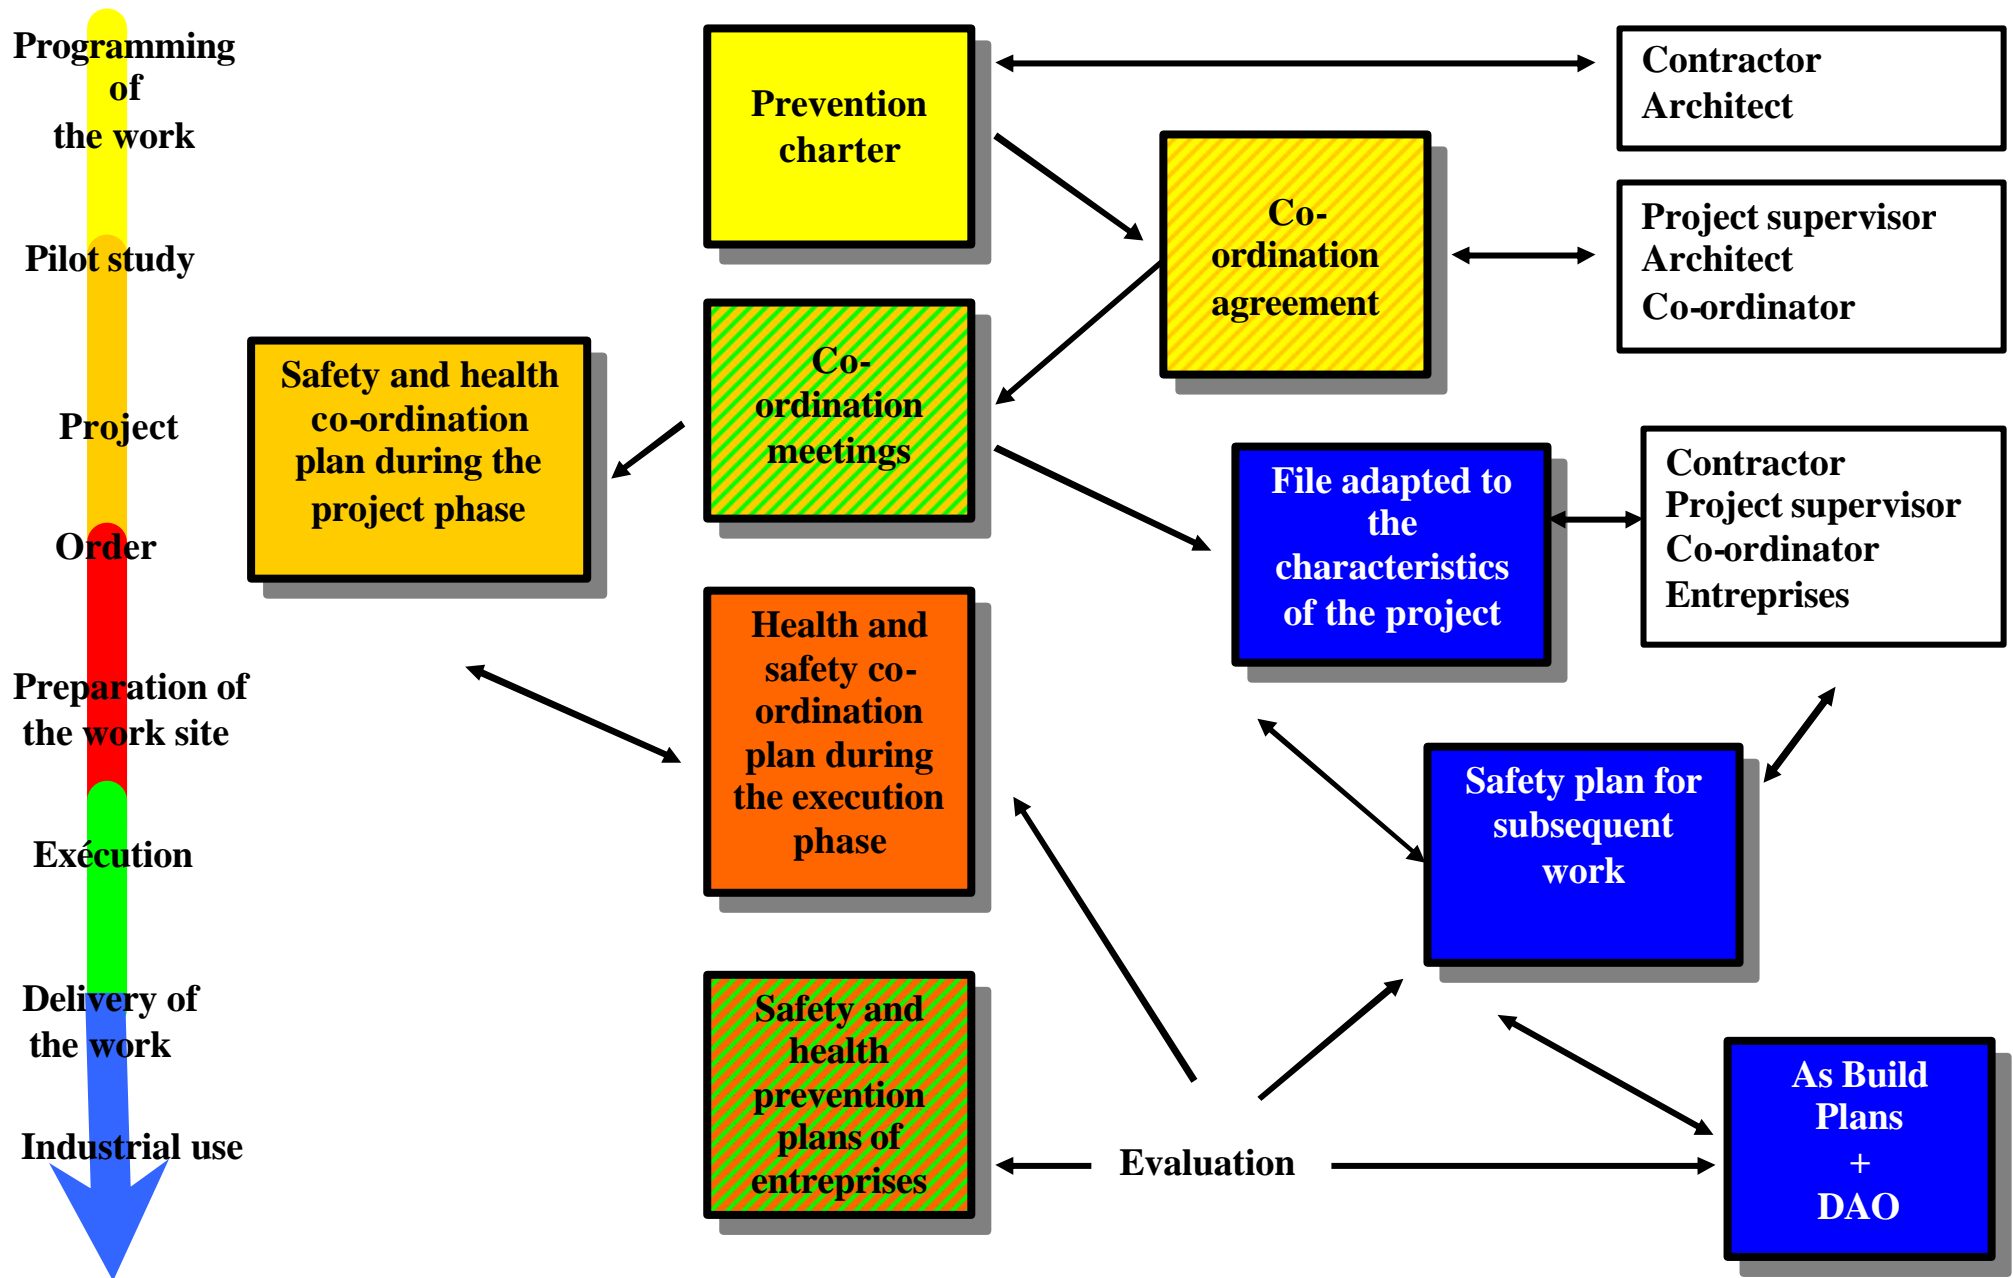 Programming
of
the work
Pilot study
Project
Order
Preparation of
the work site
Exécution
Delivery of
the work
Industrial use
Prevention
charter
Contractor
Architect
Co-
ordination
agreement
Project supervisor
Architect
Co-ordinator
Safety and health
co-ordination
plan during the
project phase
Co-
ordination
meetings
File adapted to
the
characteristics
of the project
Contractor
Project supervisor
Co-ordinator
Entreprises
Health and
safety co-
ordination
plan during
the execution
phase
Safety plan for
subsequent
work
Safety and
health
prevention
plans of
entreprises
Evaluation
As Build
Plans
+
DAO